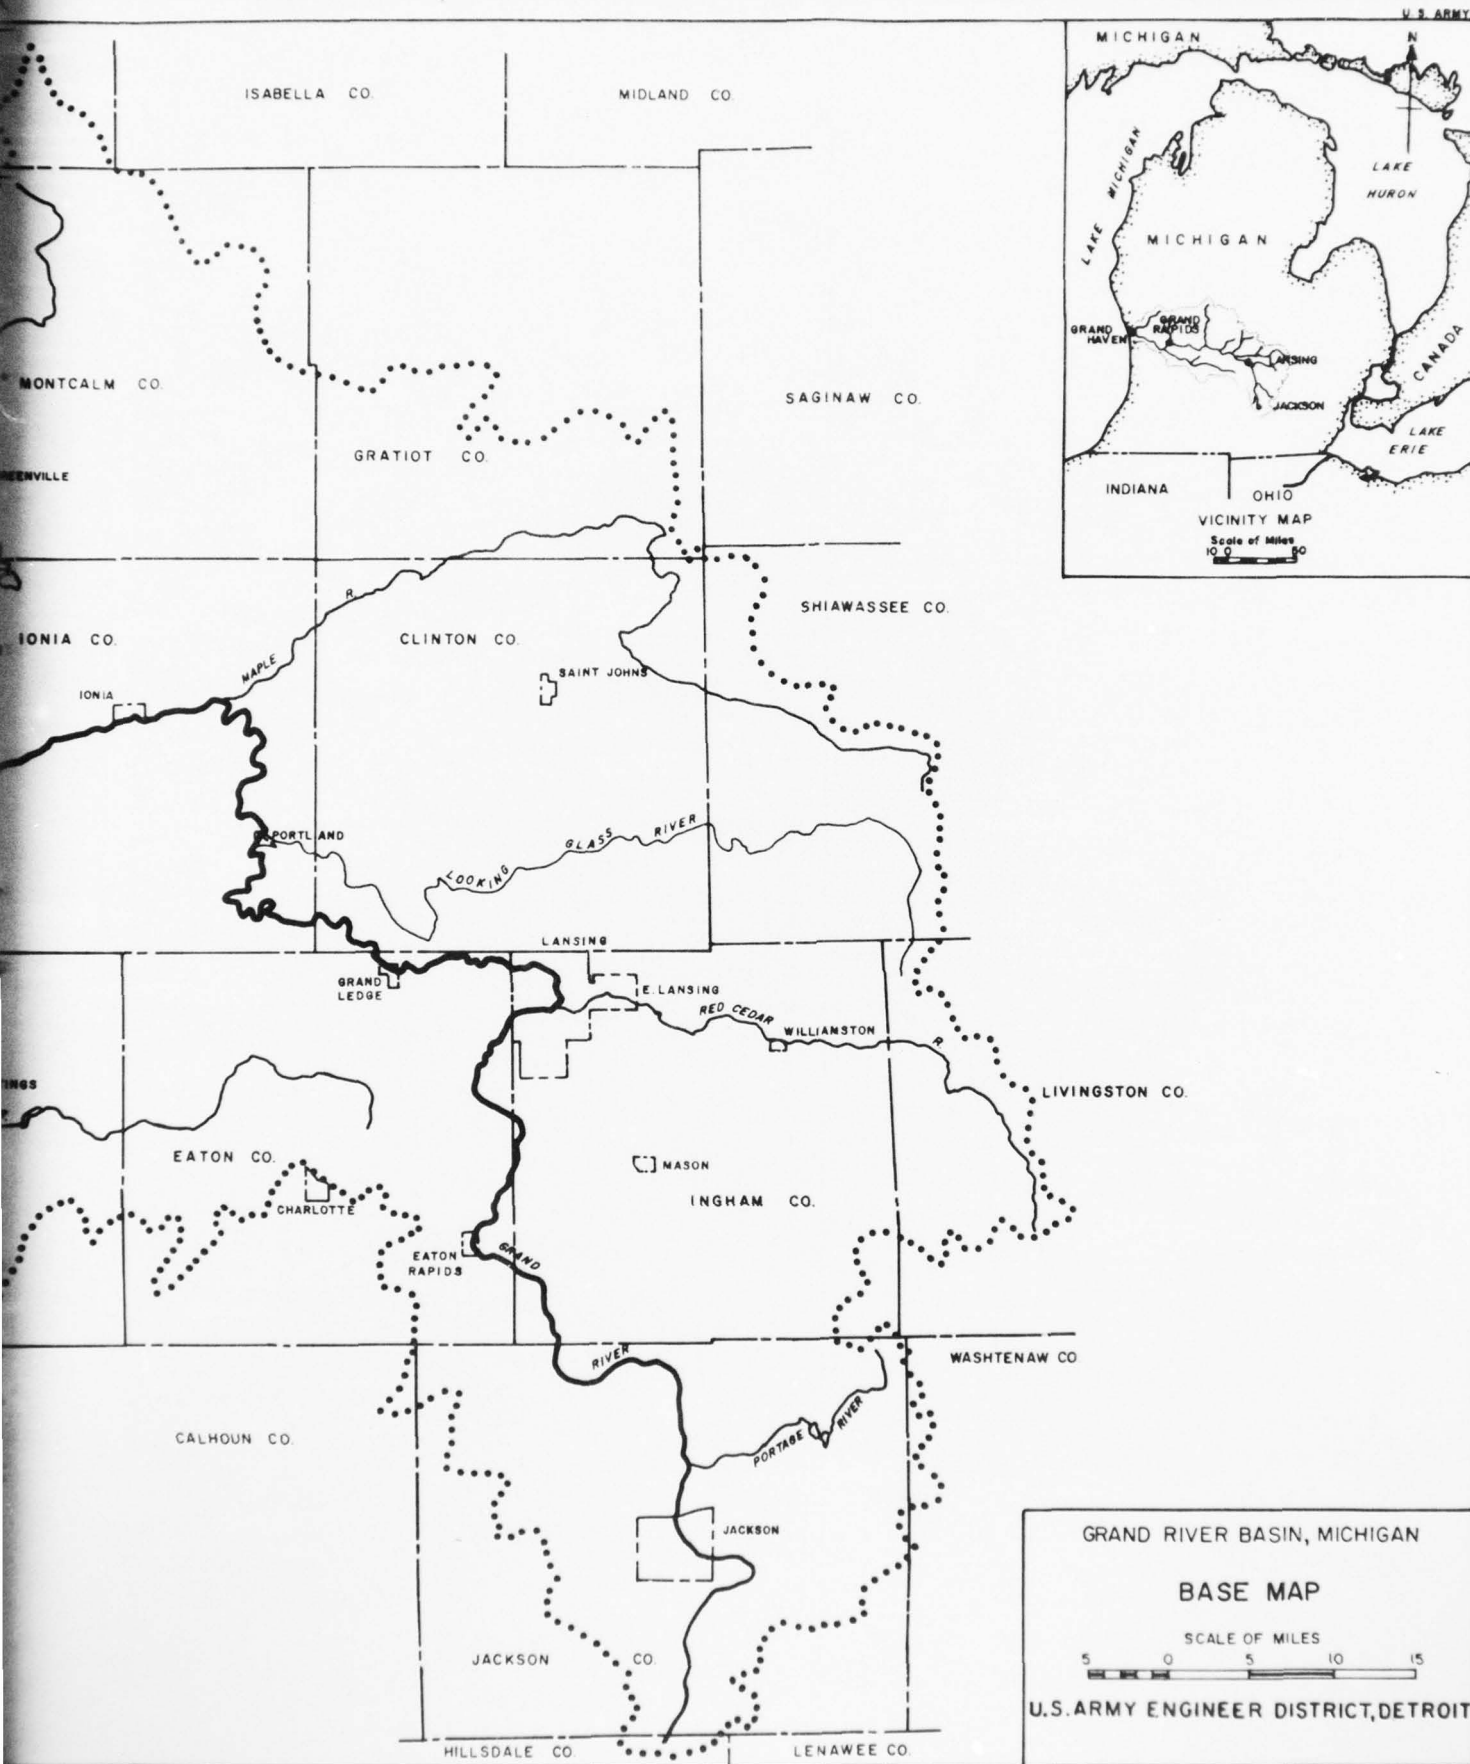 U. S. ARMY
ISABELLA CO.
MIDLAND CO.
MICHIGAN
N
LAKE MICHIGAN
LAKE
HURON
MICHIGAN
GRAND
HAVEN
GRAND
RAPIDS
LANSING
JACKSON
CANADA
LAKE
ERIE
INDIANA
OHIO
VICINITY MAP
Scale of Miles
10 0 50
MONTCALM CO.
SAGINAW CO.
GRATIOT CO.
REENVILLE
SHIAWASSEE CO.
IONIA CO.
CLINTON CO.
MAPLE R.
SAINT JOHNS
IONIA
PORTLAND
LOOKING GLASS RIVER
LANSING
GRAND
LEDGE
E. LANSING
RED CEDAR R.
WILLIAMSTON
INGS
LIVINGSTON CO.
EATON CO.
MASON
INGHAM CO.
CHARLOTTE
EATON
RAPIDS
GRAND RIVER
WASHTENAW CO
CALHOUN CO.
PORTAGE RIVER
JACKSON
JACKSON CO.
HILLSDALE CO.
LENAWEE CO.
GRAND RIVER BASIN, MICHIGAN
BASE MAP
SCALE OF MILES
5 0 5 10 15
U.S. ARMY ENGINEER DISTRICT, DETROIT